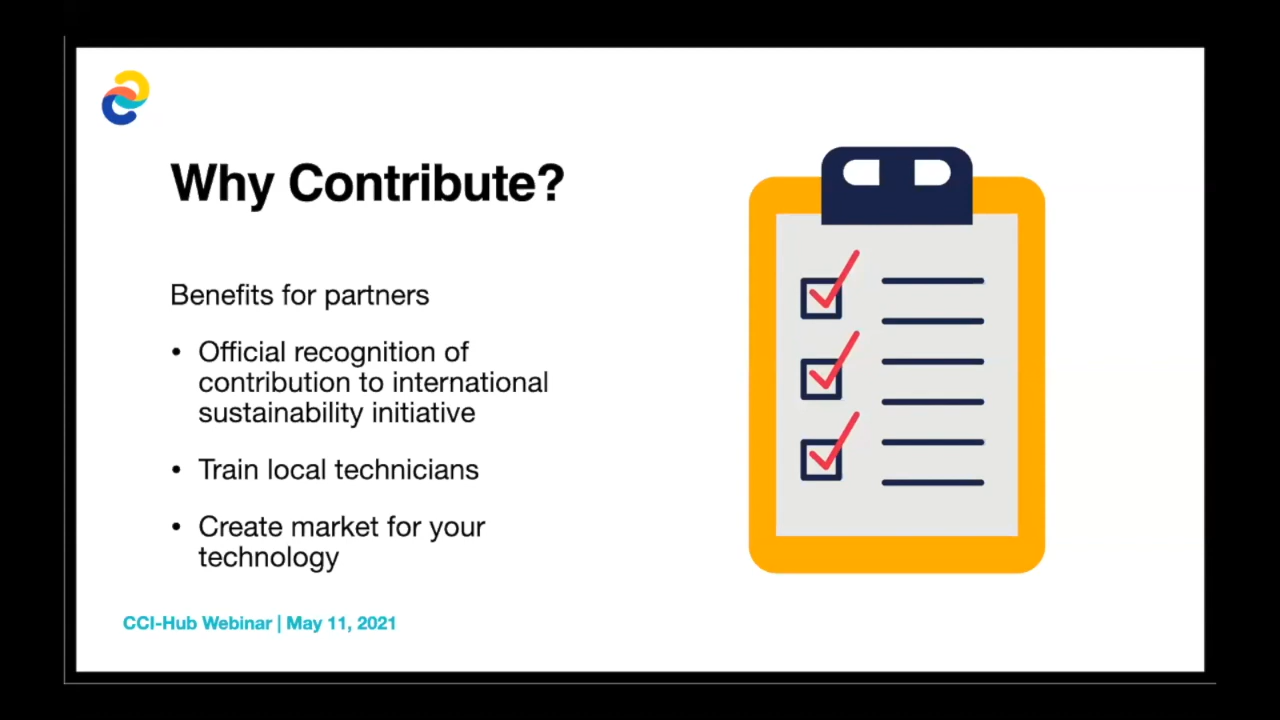 Why Contribute?
Benefits for partners
• Official recognition of
contribution to international
sustainability initiative
• Train local technicians
• Create market for your
technology
CCI-Hub Webinar | May 11, 2021